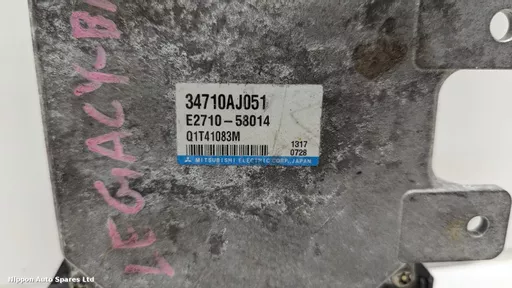 LEGACY-B
34710AJ051
E2710-58014
Q1T41083M
1317
0728
MITSUBISHI ELECTRIC CORP. JAPAN
Nippon Auto Spares Ltd